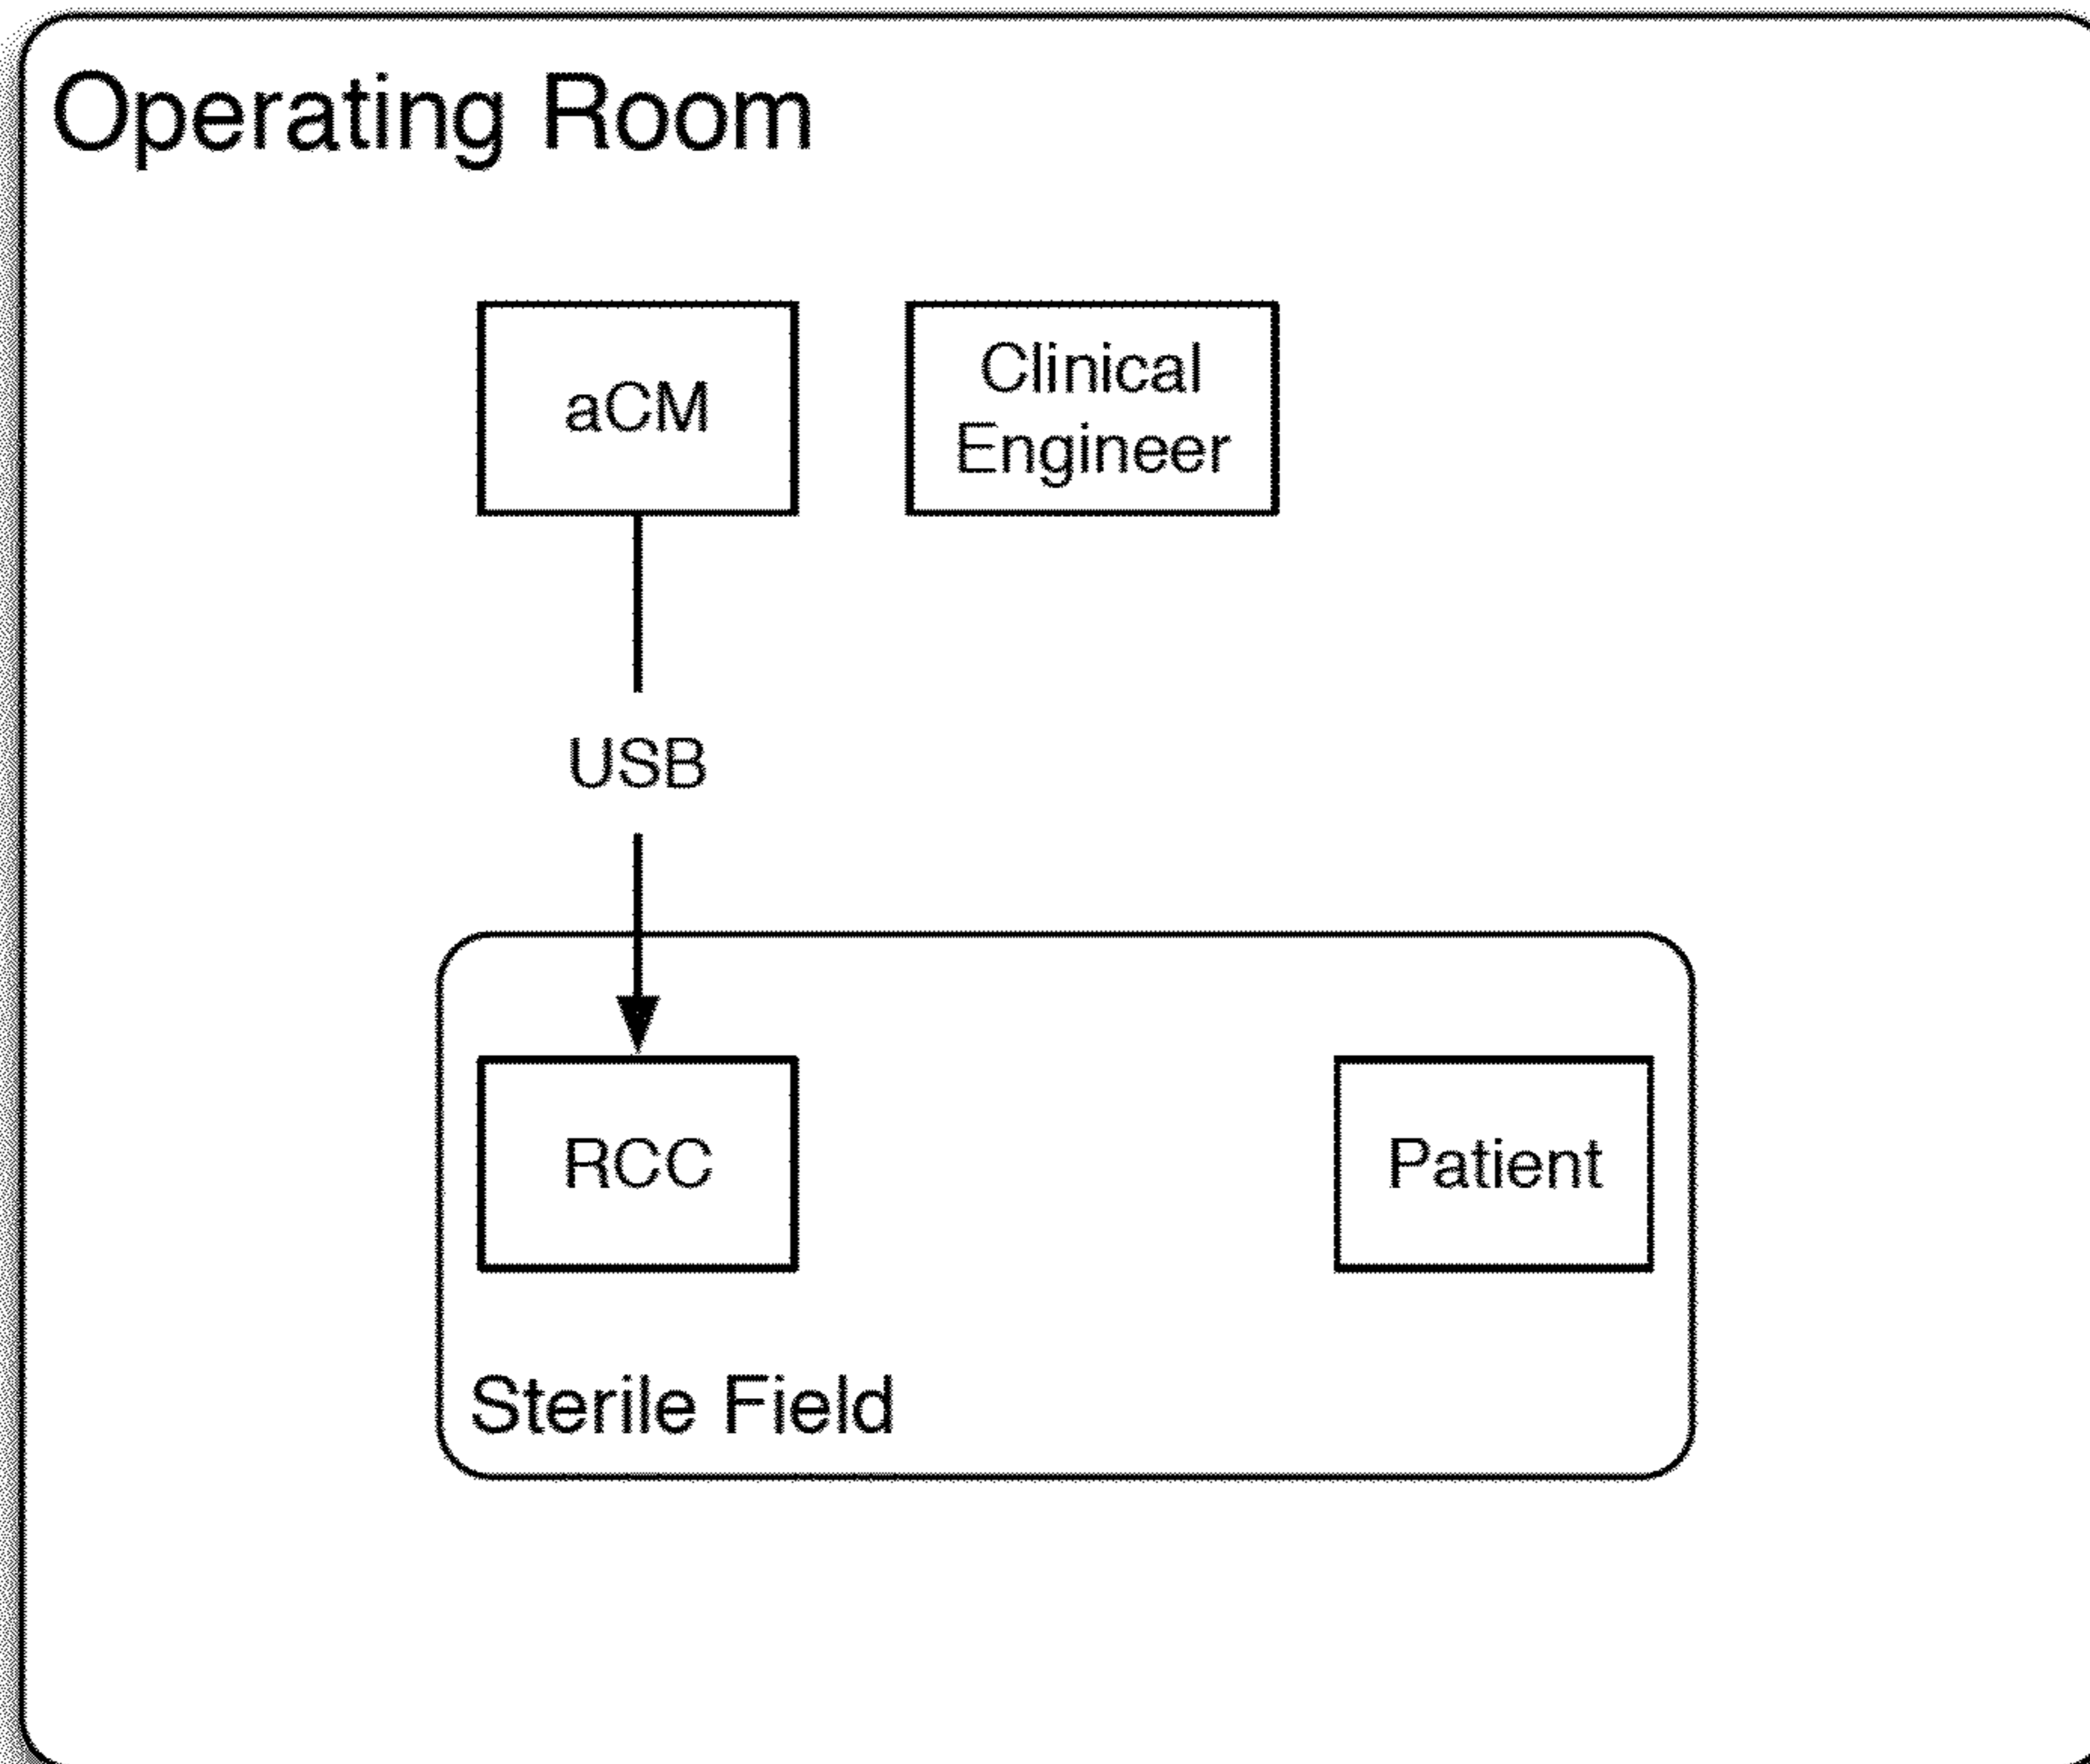 Operating Room
aCM
Clinical
Engineer
USB
RCC
Patient
Sterile Field